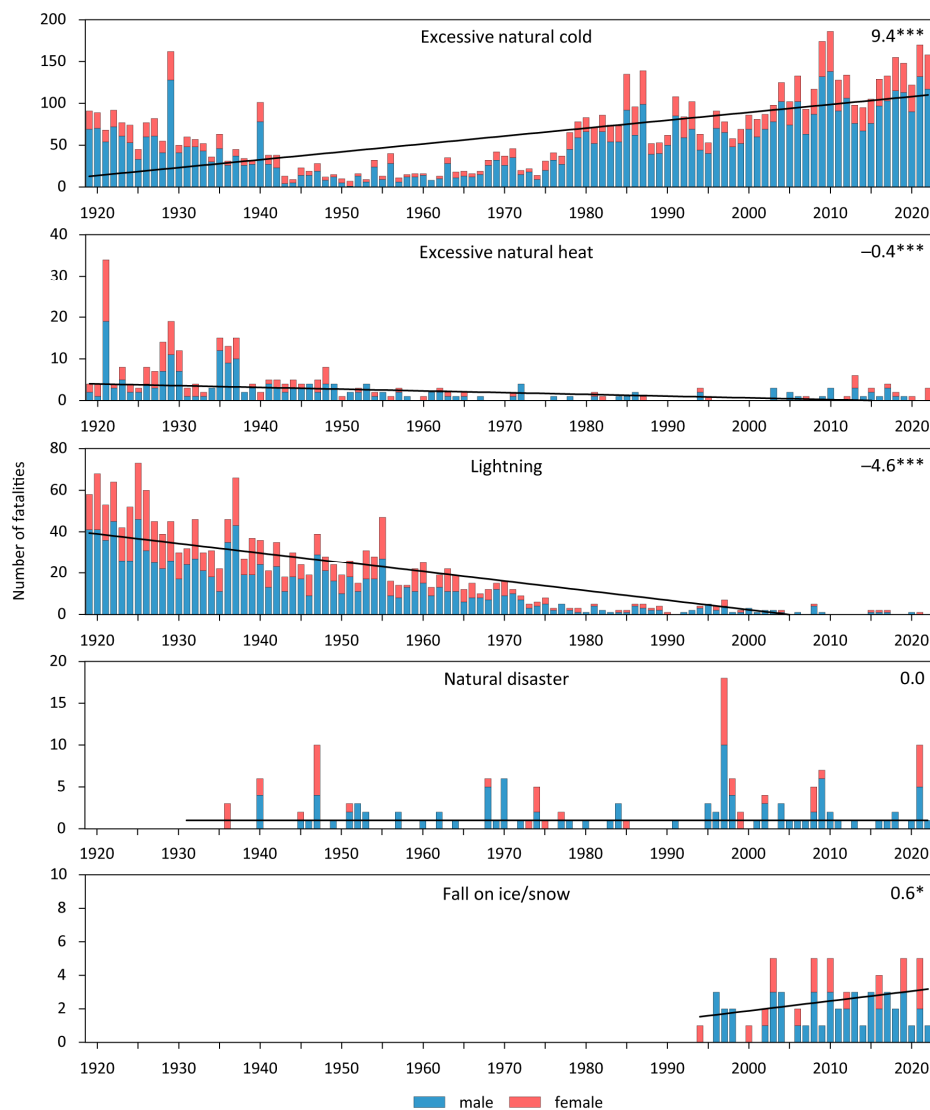 Number of fatalities
Excessive natural cold 9.4***
200
150
100
50
0
1920 1930 1940 1950 1960 1970 1980 1990 2000 2010 2020
Excessive natural heat –0.4***
40
30
20
10
0
1920 1930 1940 1950 1960 1970 1980 1990 2000 2010 2020
Lightning –4.6***
80
60
40
20
0
1920 1930 1940 1950 1960 1970 1980 1990 2000 2010 2020
Natural disaster 0.0
20
15
10
5
0
1920 1930 1940 1950 1960 1970 1980 1990 2000 2010 2020
Fall on ice/snow 0.6*
10
8
6
4
2
0
1920 1930 1940 1950 1960 1970 1980 1990 2000 2010 2020
male female